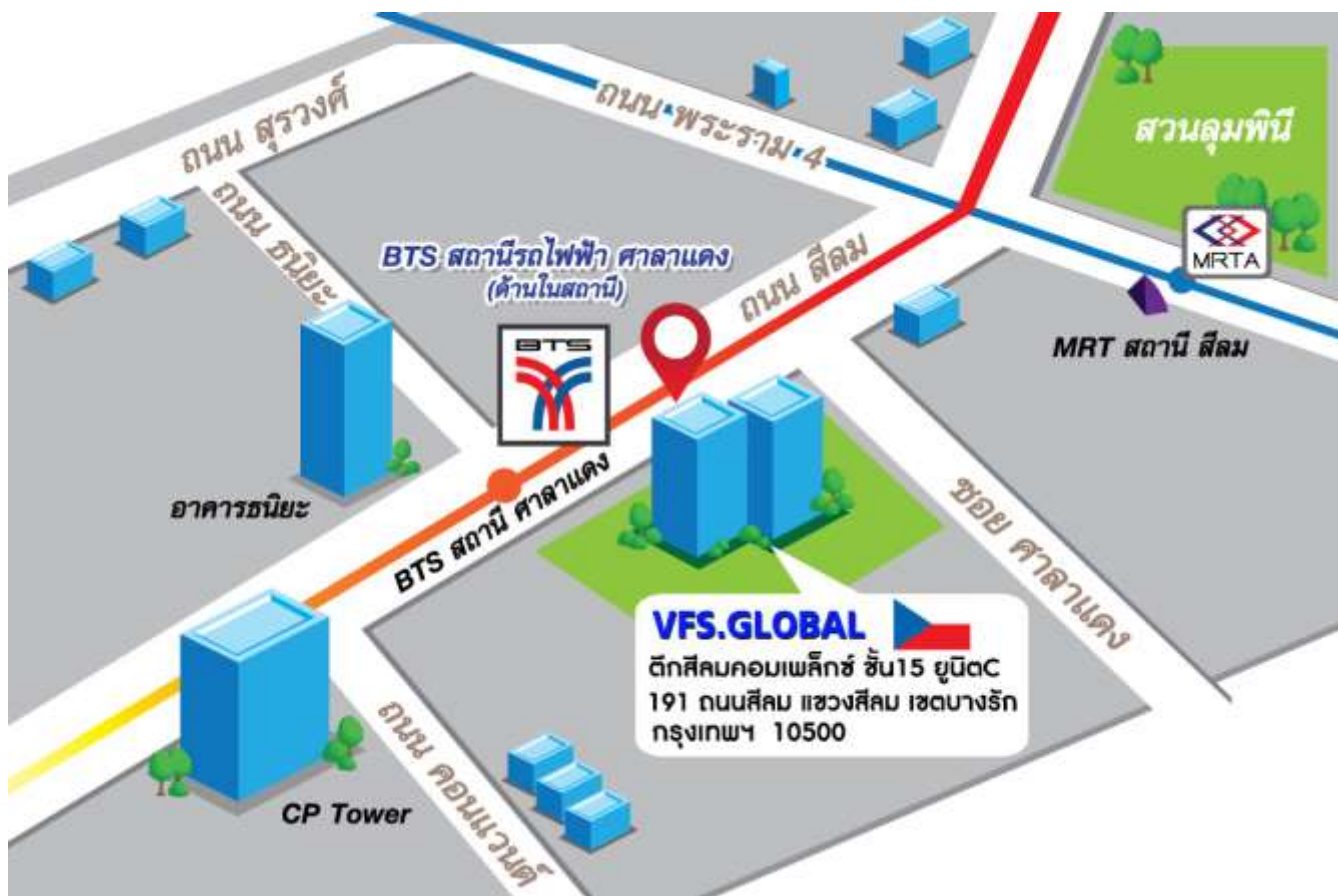 ถนน สุรวงศ์
ถนน พระราม 4
สวนลุมพินี
ถนน ธนิยะ
BTS สถานีรถไฟฟ้า ศาลาแดง
(ด้านในสถานี)
ถนน สีลม
MRTA
BTS
MRT สถานี สีลม
อาคารธนิยะ
BTS สถานี ศาลาแดง
ซอย ศาลาแดง
VFS.GLOBAL
ตึกสีลมคอมเพล็กซ์ ชั้น15 ยูนิตC
191 ถนนสีลม แขวงสีลม เขตบางรัก
กรุงเทพฯ 10500
CP Tower
ถนน คอนแวนต์